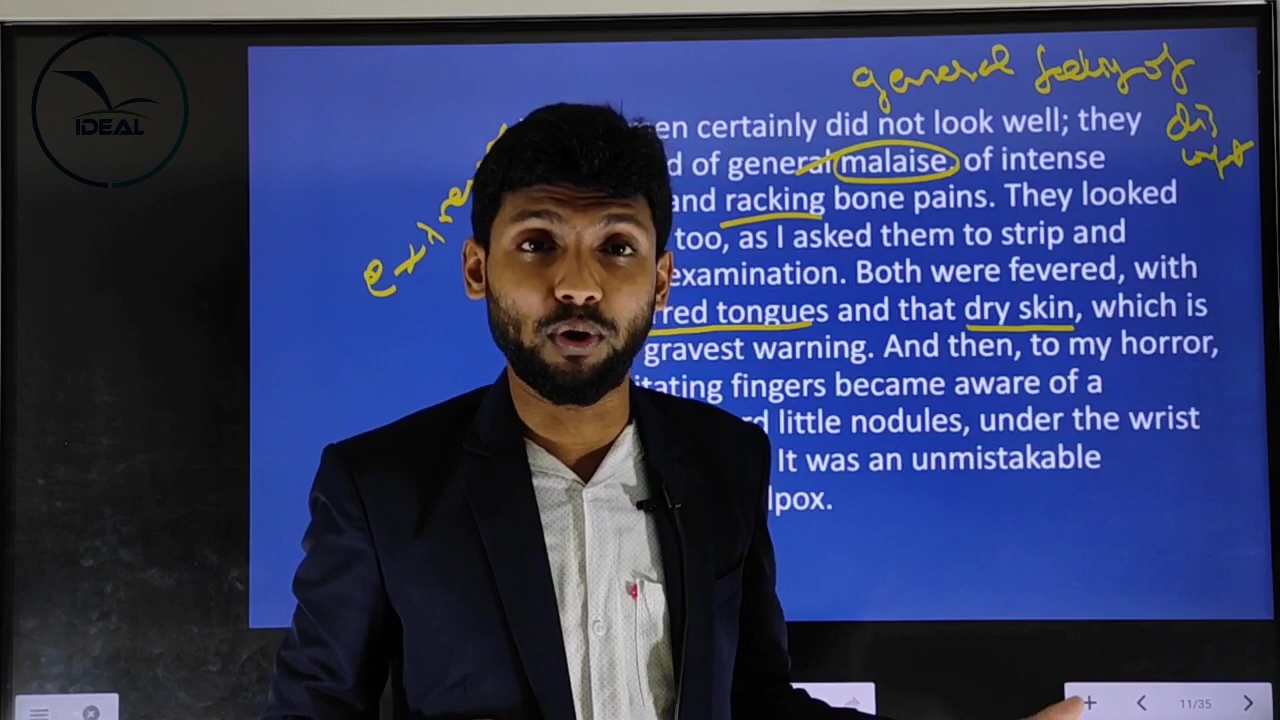 IDEAL
general feeling of
dis
en certainly did not look well; they
d of general malaise of intense
and racking bone pains. They looked
too, as I asked them to strip and
examination. Both were fevered, with
rred tongues and that dry skin, which is
gravest warning. And then, to my horror,
itating fingers became aware of a
rd little nodules, under the wrist
It was an unmistakable
lpox.
extre
11/35